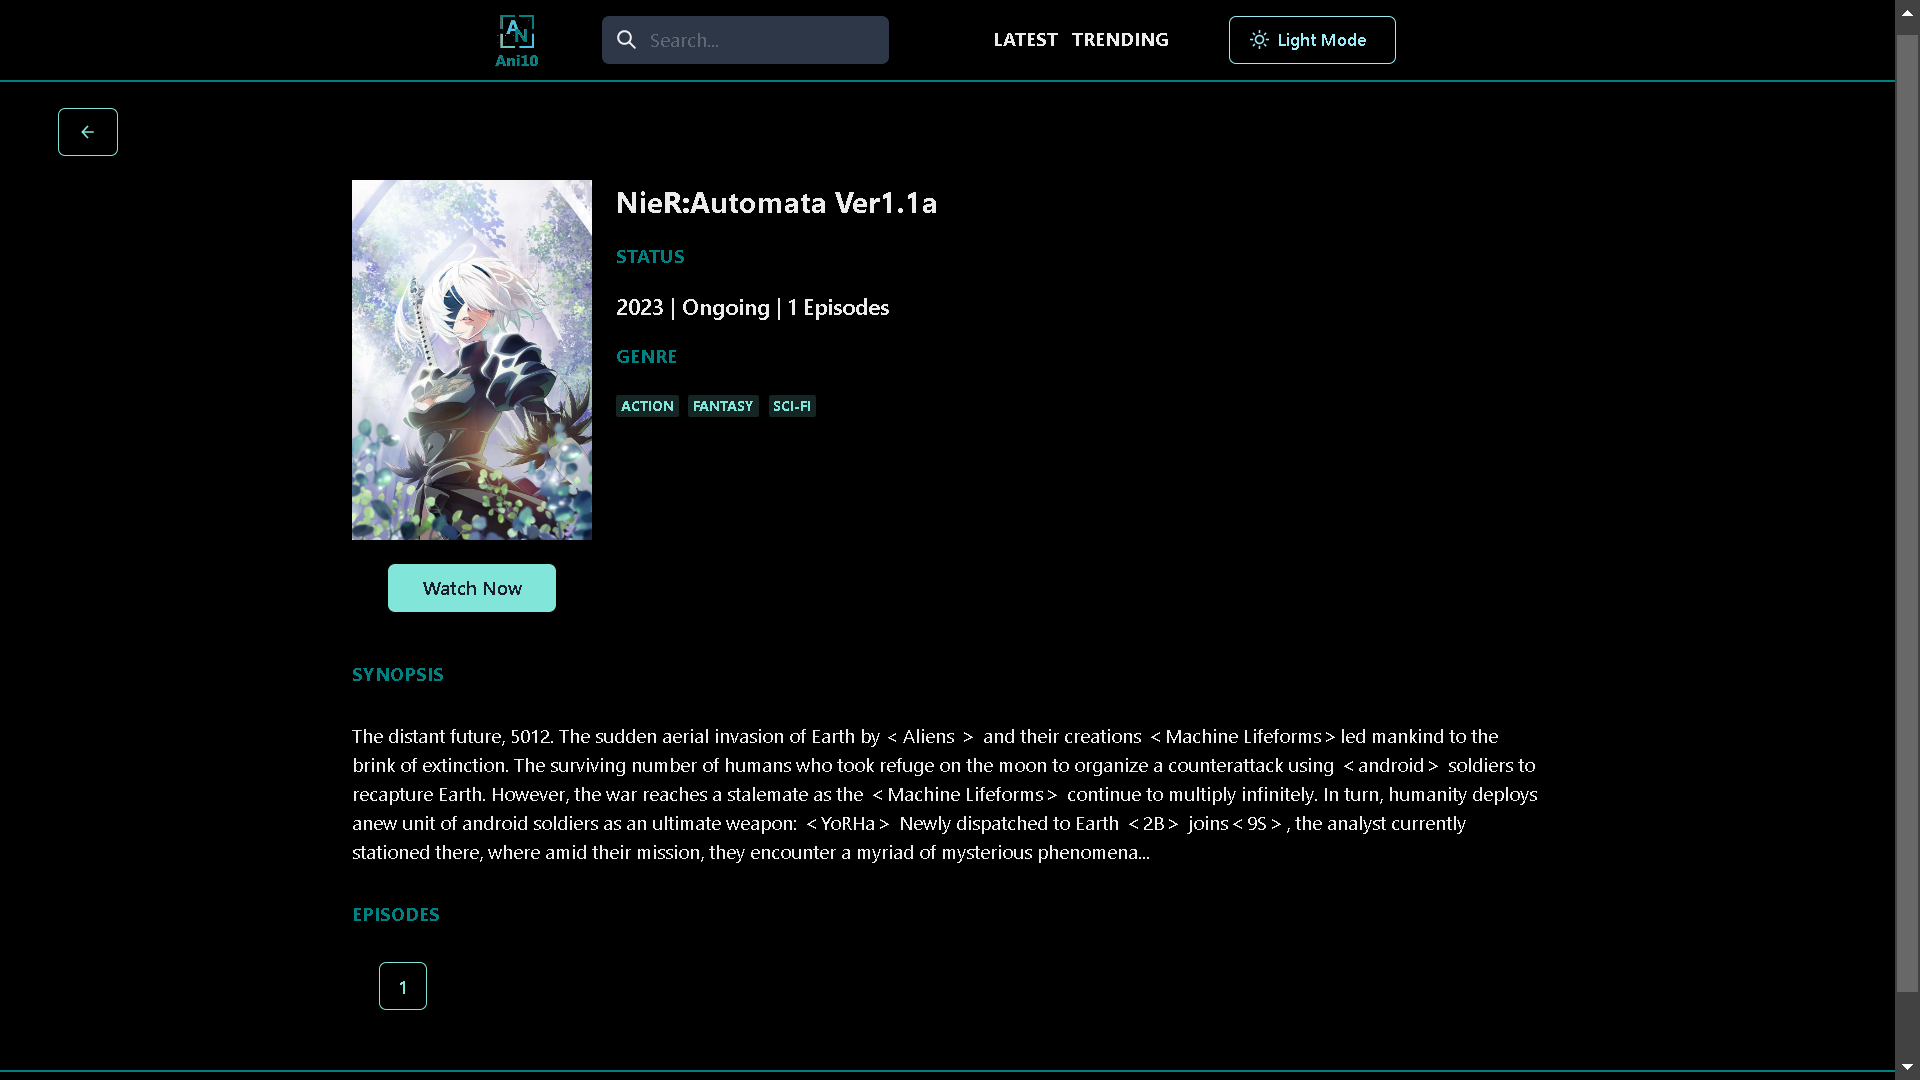 AN
Ani10
Search...
LATEST TRENDING
Light Mode
NieR:Automata Ver1.1a
STATUS
2023 | Ongoing | 1 Episodes
GENRE
ACTION FANTASY SCI-FI
Watch Now
SYNOPSIS
The distant future, 5012. The sudden aerial invasion of Earth by <Aliens > and their creations <Machine Lifeforms> led mankind to the
brink of extinction. The surviving number of humans who took refuge on the moon to organize a counterattack using <android> soldiers to
recapture Earth. However, the war reaches a stalemate as the <Machine Lifeforms> continue to multiply infinitely. In turn, humanity deploys
anew unit of android soldiers as an ultimate weapon: <YoRHa> Newly dispatched to Earth <2B> joins<9S>, the analyst currently
stationed there, where amid their mission, they encounter a myriad of mysterious phenomena...
EPISODES
1